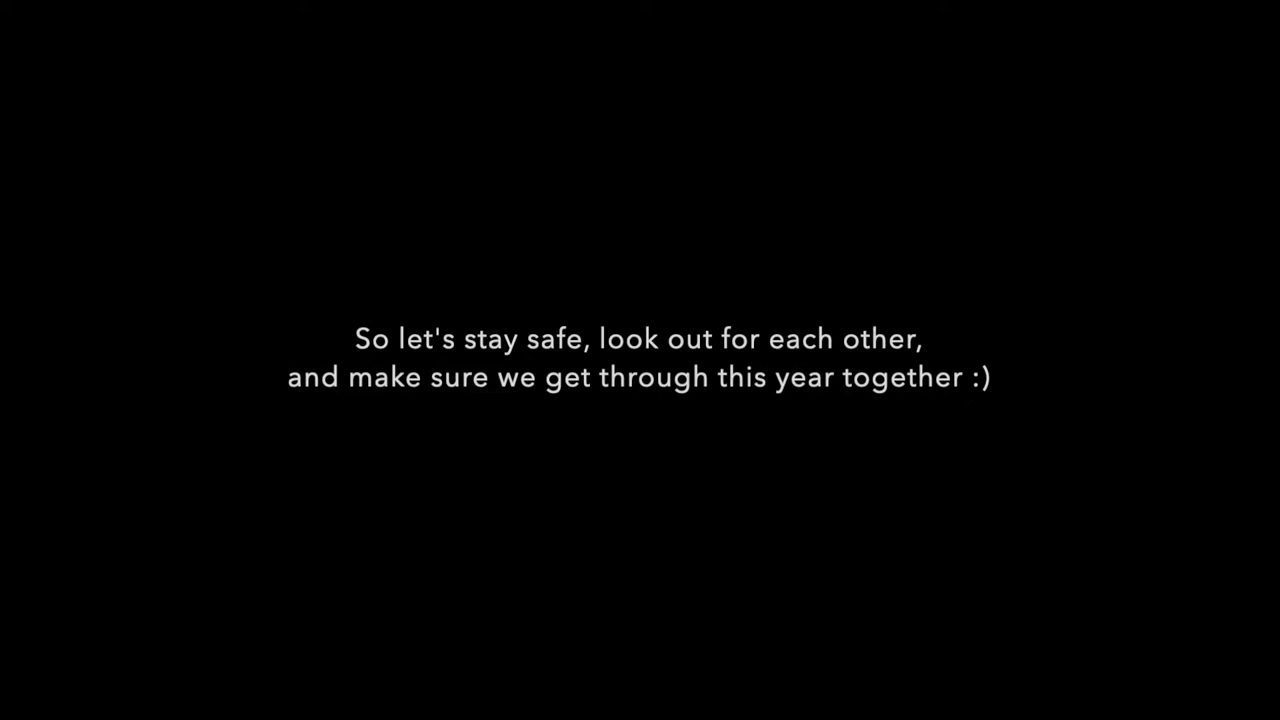 So let's stay safe, look out for each other,
and make sure we get through this year together :)